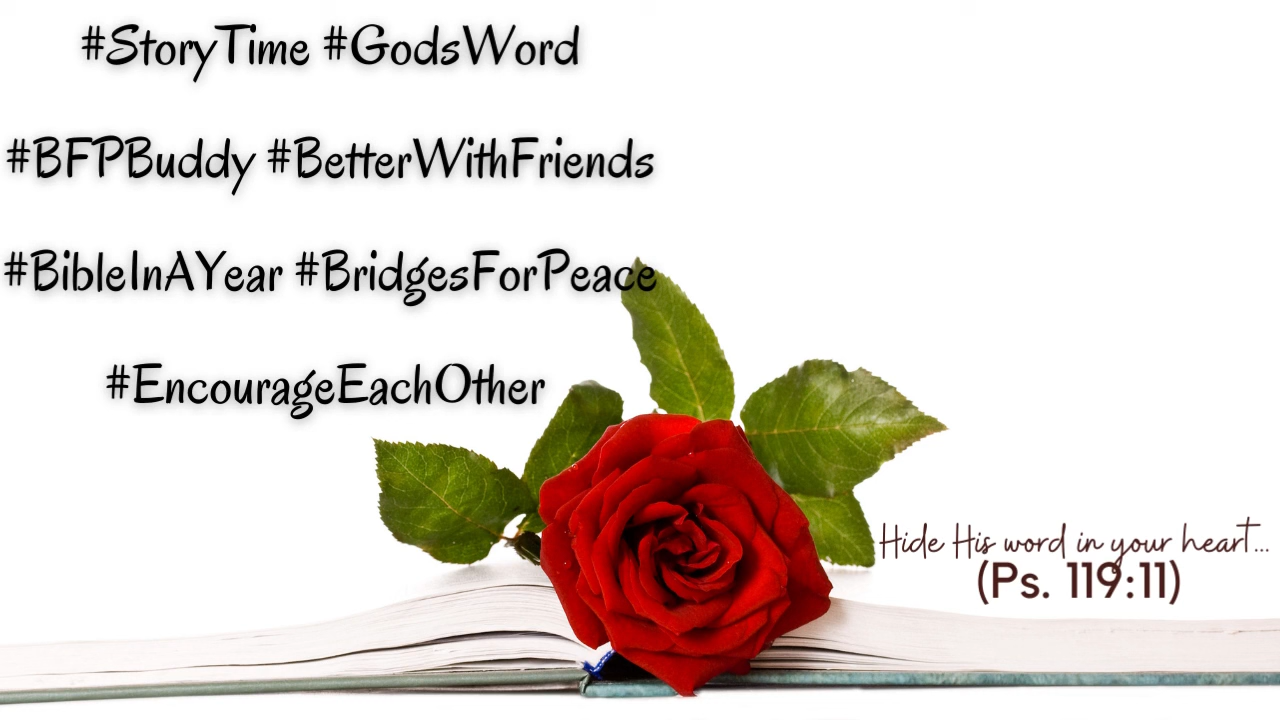 #StoryTime #GodsWord
#BFPBuddy #BetterWithFriends
#BibleInAYear #BridgesForPeace
#EncourageEachOther
Hide His word in your heart...
(Ps. 119:11)